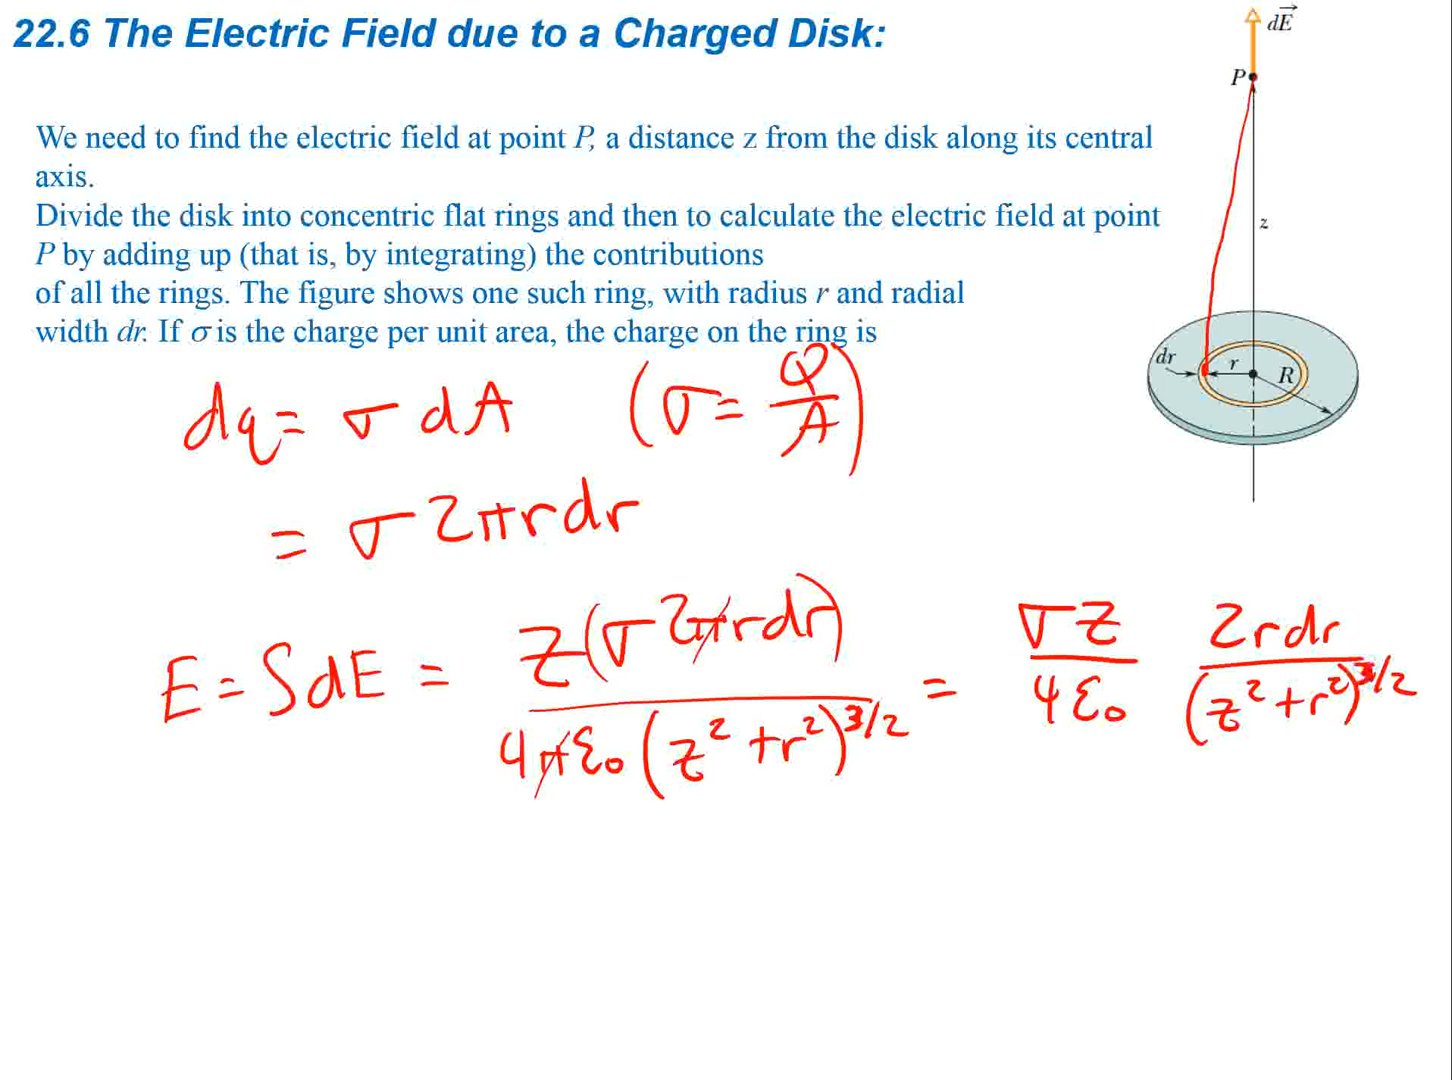 22.6 The Electric Field due to a Charged Disk:
dE
P
We need to find the electric field at point P, a distance z from the disk along its central
axis.
Divide the disk into concentric flat rings and then to calculate the electric field at point
P by adding up (that is, by integrating) the contributions
of all the rings. The figure shows one such ring, with radius r and radial
width dr. If σ is the charge per unit area, the charge on the ring is
z
dr
r
R
dq = σ dA (σ = Q/A)
= σ 2πr dr
E = ∫dE = z(σ 2πr dr) / 4πε₀(z² + r²)^3/2 = σz / 4ε₀ 2r dr / (z² + r²)^3/2